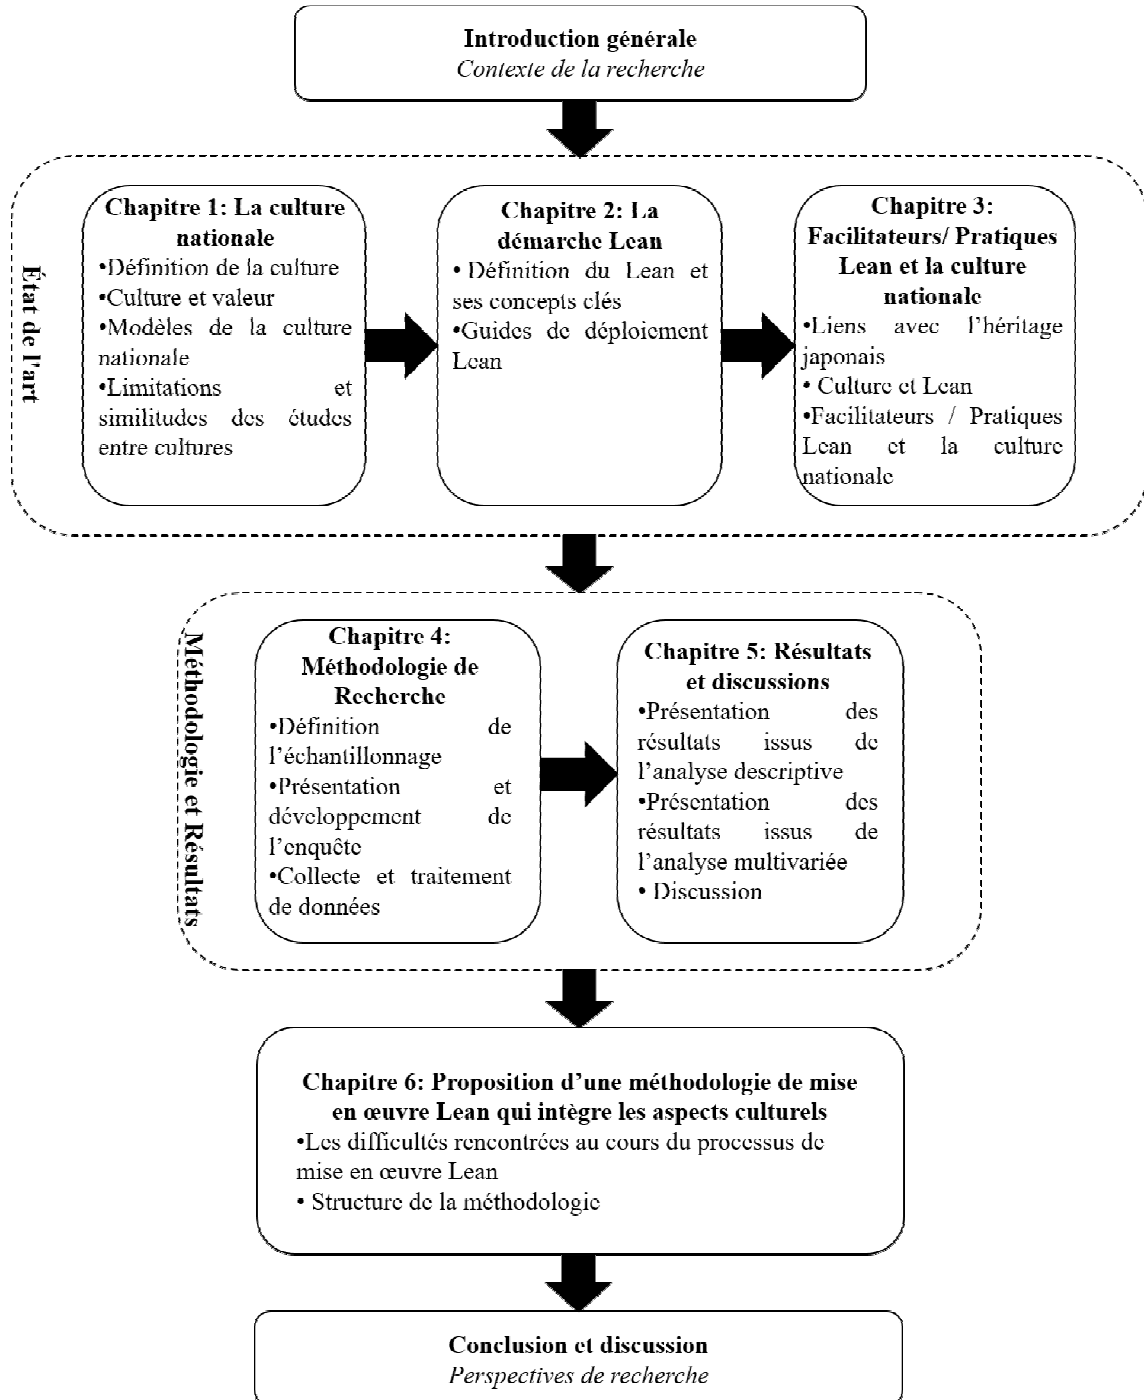 Introduction générale
Contexte de la recherche
État de l'art
Chapitre 1: La culture
nationale
•Définition de la culture
•Culture et valeur
•Modèles de la culture
nationale
•Limitations et
similitudes des études
entre cultures
Chapitre 2: La
démarche Lean
• Définition du Lean et
ses concepts clés
•Guides de déploiement
Lean
Chapitre 3:
Facilitateurs/ Pratiques
Lean et la culture
nationale
•Liens avec l’héritage
japonais
• Culture et Lean
•Facilitateurs / Pratiques
Lean et la culture
nationale
Méthodologie et Résultats
Chapitre 4:
Méthodologie de
Recherche
•Définition de
l’échantillonnage
•Présentation et
développement de
l’enquête
•Collecte et traitement
de données
Chapitre 5: Résultats
et discussions
•Présentation des
résultats issus de
l’analyse descriptive
•Présentation des
résultats issus de
l’analyse multivariée
• Discussion
Chapitre 6: Proposition d’une méthodologie de mise
en œuvre Lean qui intègre les aspects culturels
•Les difficultés rencontrées au cours du processus de
mise en œuvre Lean
• Structure de la méthodologie
Conclusion et discussion
Perspectives de recherche